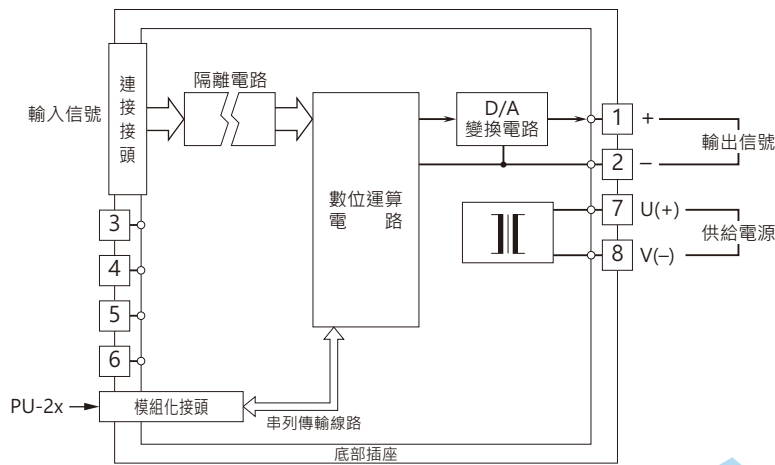 輸入信號
連接接頭
隔離電路
數位運算
電 路
D/A
變換電路
1 +
2 –
輸出信號
7 U(+)
8 V(–)
供給電源
3
4
5
6
PU-2x
模組化接頭
串列傳輸線路
底部插座